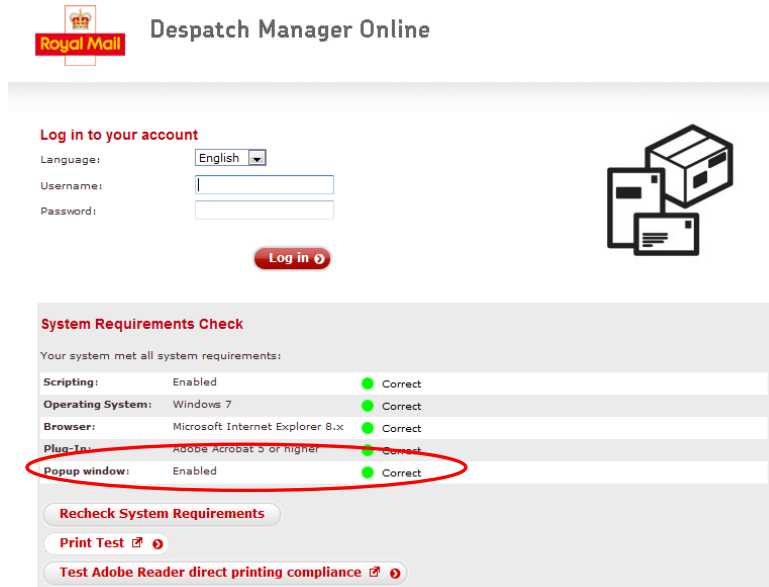 Royal Mail
Despatch Manager Online
Log in to your account
Language: English
Username:
Password:
Log in
System Requirements Check
Your system met all system requirements:
Scripting: Enabled Correct
Operating System: Windows 7 Correct
Browser: Microsoft Internet Explorer 8.x Correct
Plug-In: Adobe Acrobat 5 or higher Correct
Popup window: Enabled Correct
Recheck System Requirements
Print Test
Test Adobe Reader direct printing compliance